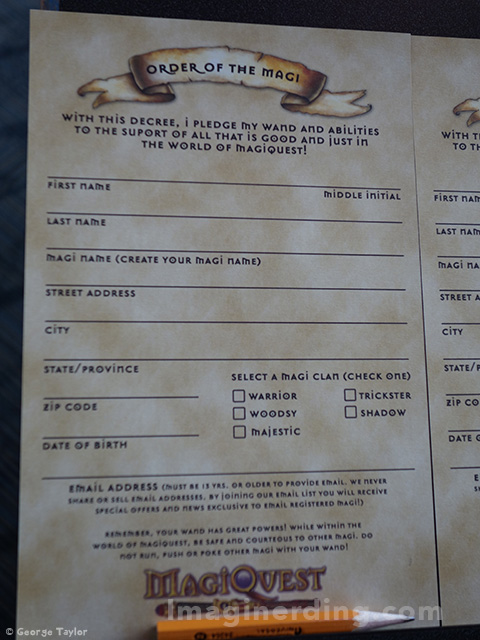 ORDER OF THE MAGI
WITH THIS DECREE, I PLEDGE MY WAND AND ABILITIES
TO THE SUPORT OF ALL THAT IS GOOD AND JUST IN
THE WORLD OF MAGIQUEST!
FIRST NAME
MIDDLE INITIAL
LAST NAME
MAGI NAME (CREATE YOUR MAGI NAME)
STREET ADDRESS
CITY
STATE/PROVINCE
SELECT A MAGI CLAN (CHECK ONE)
WARRIOR TRICKSTER
ZIP CODE
WOODSY SHADOW
MAJESTIC
DATE OF BIRTH
EMAIL ADDRESS (MUST BE 13 YRS. OR OLDER TO PROVIDE EMAIL. WE NEVER
SHARE OR SELL EMAIL ADDRESSES. BY JOINING OUR EMAIL LIST YOU WILL RECEIVE
SPECIAL OFFERS AND NEWS EXCLUSIVE TO EMAIL REGISTERED MAGI!)
REMEMBER, YOUR WAND HAS GREAT POWERS! WHILE WITHIN THE
WORLD OF MAGIQUEST, BE SAFE AND COURTEOUS TO OTHER MAGI. DO
NOT RUN, PUSH OR POKE OTHER MAGI WITH YOUR WAND!
MAGIQUEST
WITH TH
TO TH
FIRST NAM
LAST NAM
MAGI NA
STREET A
CITY
STATE/P
ZIP CO
DATE O
Imaginerding.com
© George Taylor